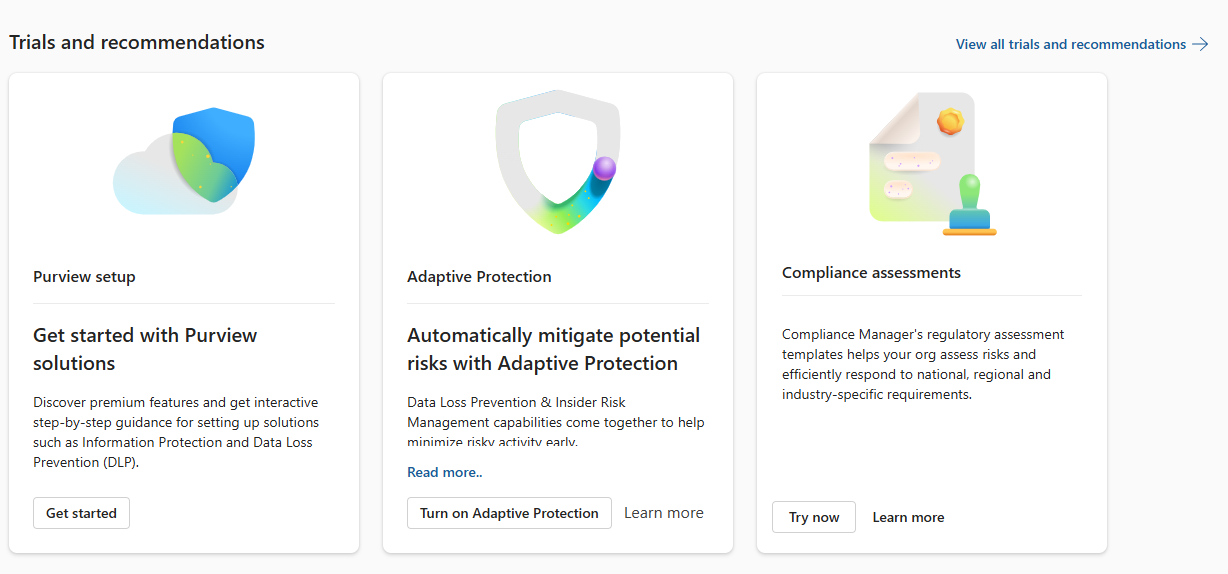 Trials and recommendations
View all trials and recommendations
Purview setup
Get started with Purview
solutions
Discover premium features and get interactive
step-by-step guidance for setting up solutions
such as Information Protection and Data Loss
Prevention (DLP).
Get started
Adaptive Protection
Automatically mitigate potential
risks with Adaptive Protection
Data Loss Prevention & Insider Risk
Management capabilities come together to help
minimize risky activity early.
Read more..
Turn on Adaptive Protection
Learn more
Compliance assessments
Compliance Manager's regulatory assessment
templates helps your org assess risks and
efficiently respond to national, regional and
industry-specific requirements.
Try now
Learn more